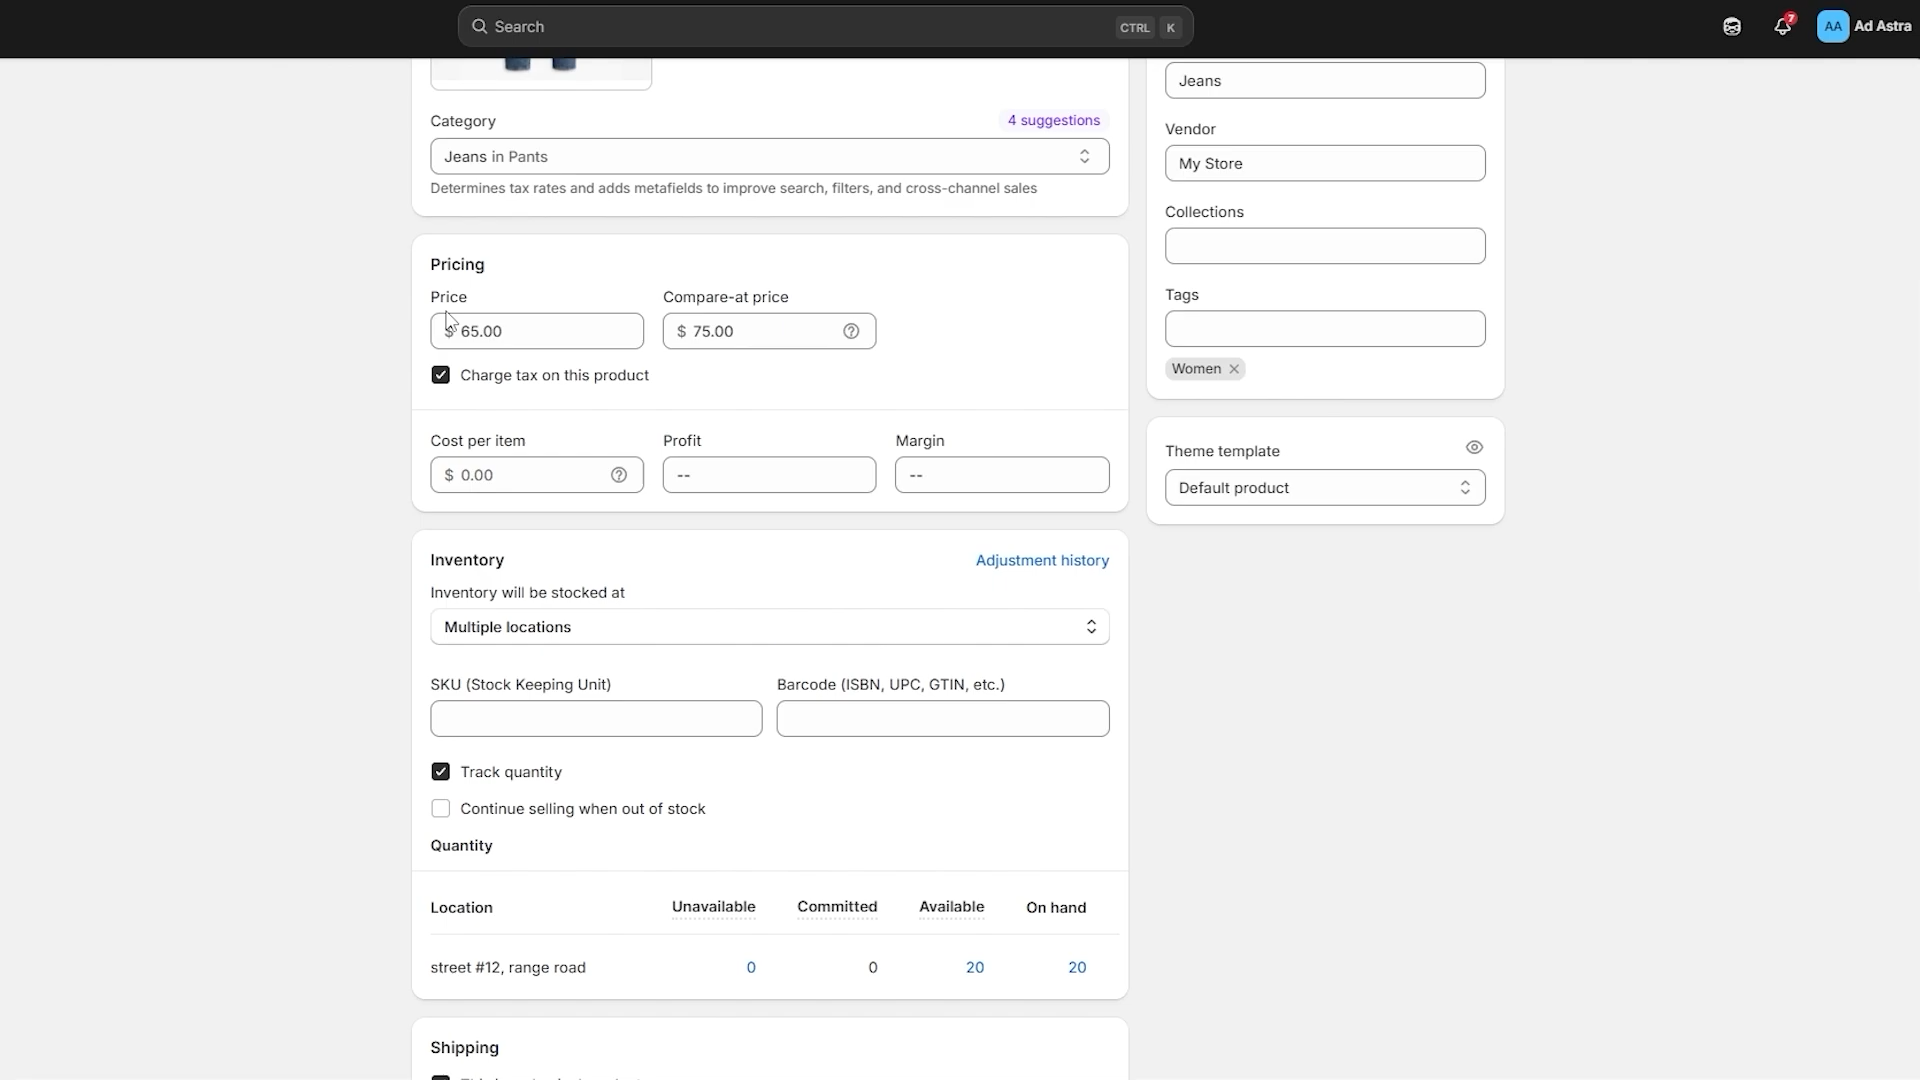 Search CTRL K
7
AA Ad Astra
Category 4 suggestions
Jeans in Pants
Determines tax rates and adds metafields to improve search, filters, and cross-channel sales
Pricing
Price Compare-at price
$ 65.00 $ 75.00
Charge tax on this product
Cost per item Profit Margin
$ 0.00 -- --
Inventory Adjustment history
Inventory will be stocked at
Multiple locations
SKU (Stock Keeping Unit) Barcode (ISBN, UPC, GTIN, etc.)
Track quantity
Continue selling when out of stock
Quantity
Location Unavailable Committed Available On hand
street #12, range road 0 0 20 20
Shipping
Jeans
Vendor
My Store
Collections
Tags
Women
Theme template
Default product